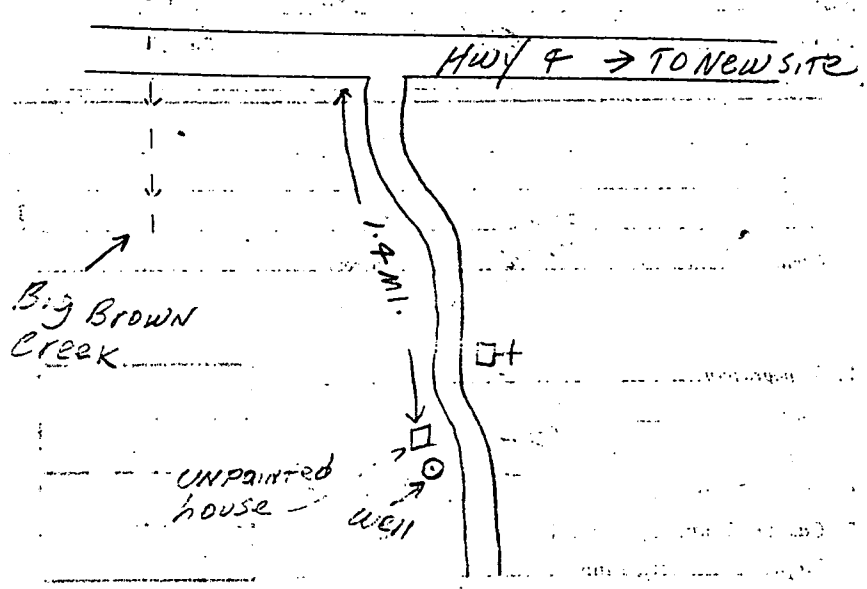 Hwy 4 → TO New SITE
1.4 MI.
Big Brown
Creek
UNPainted
house
well